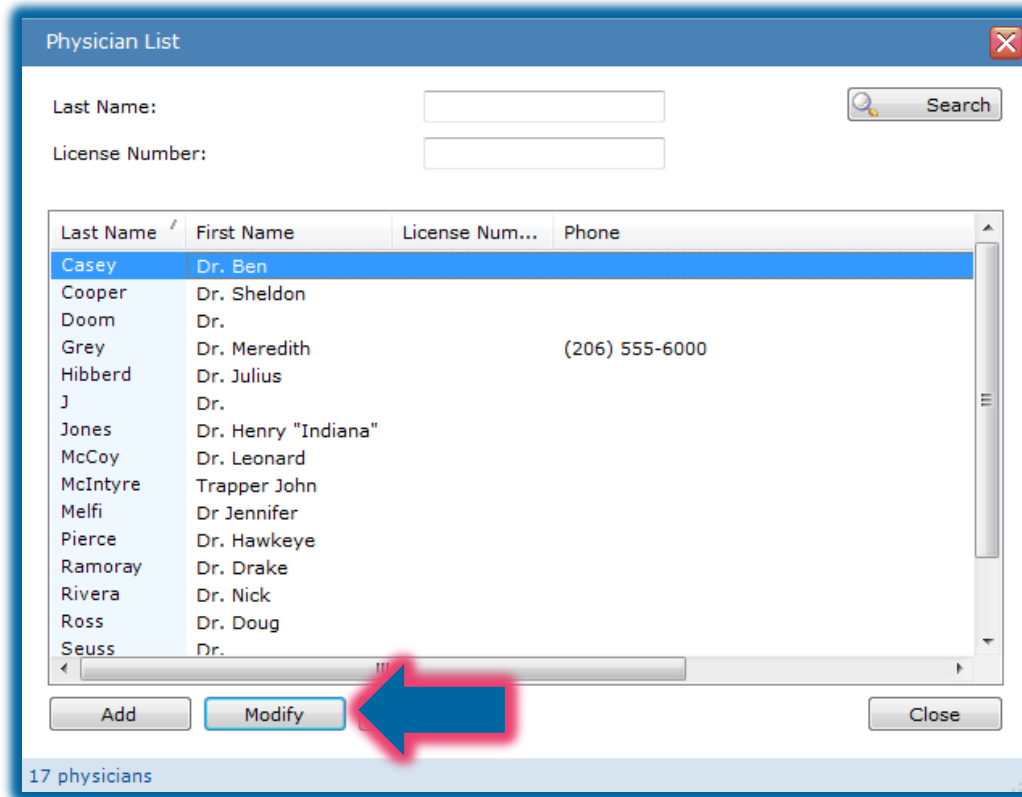 Physician List
Last Name:
Search
License Number:
Last Name First Name License Num... Phone
Casey Dr. Ben
Cooper Dr. Sheldon
Doom Dr.
Grey Dr. Meredith (206) 555-6000
Hibberd Dr. Julius
J Dr.
Jones Dr. Henry "Indiana"
McCoy Dr. Leonard
McIntyre Trapper John
Melfi Dr Jennifer
Pierce Dr. Hawkeye
Ramoray Dr. Drake
Rivera Dr. Nick
Ross Dr. Doug
Seuss Dr.
Add Modify Close
17 physicians